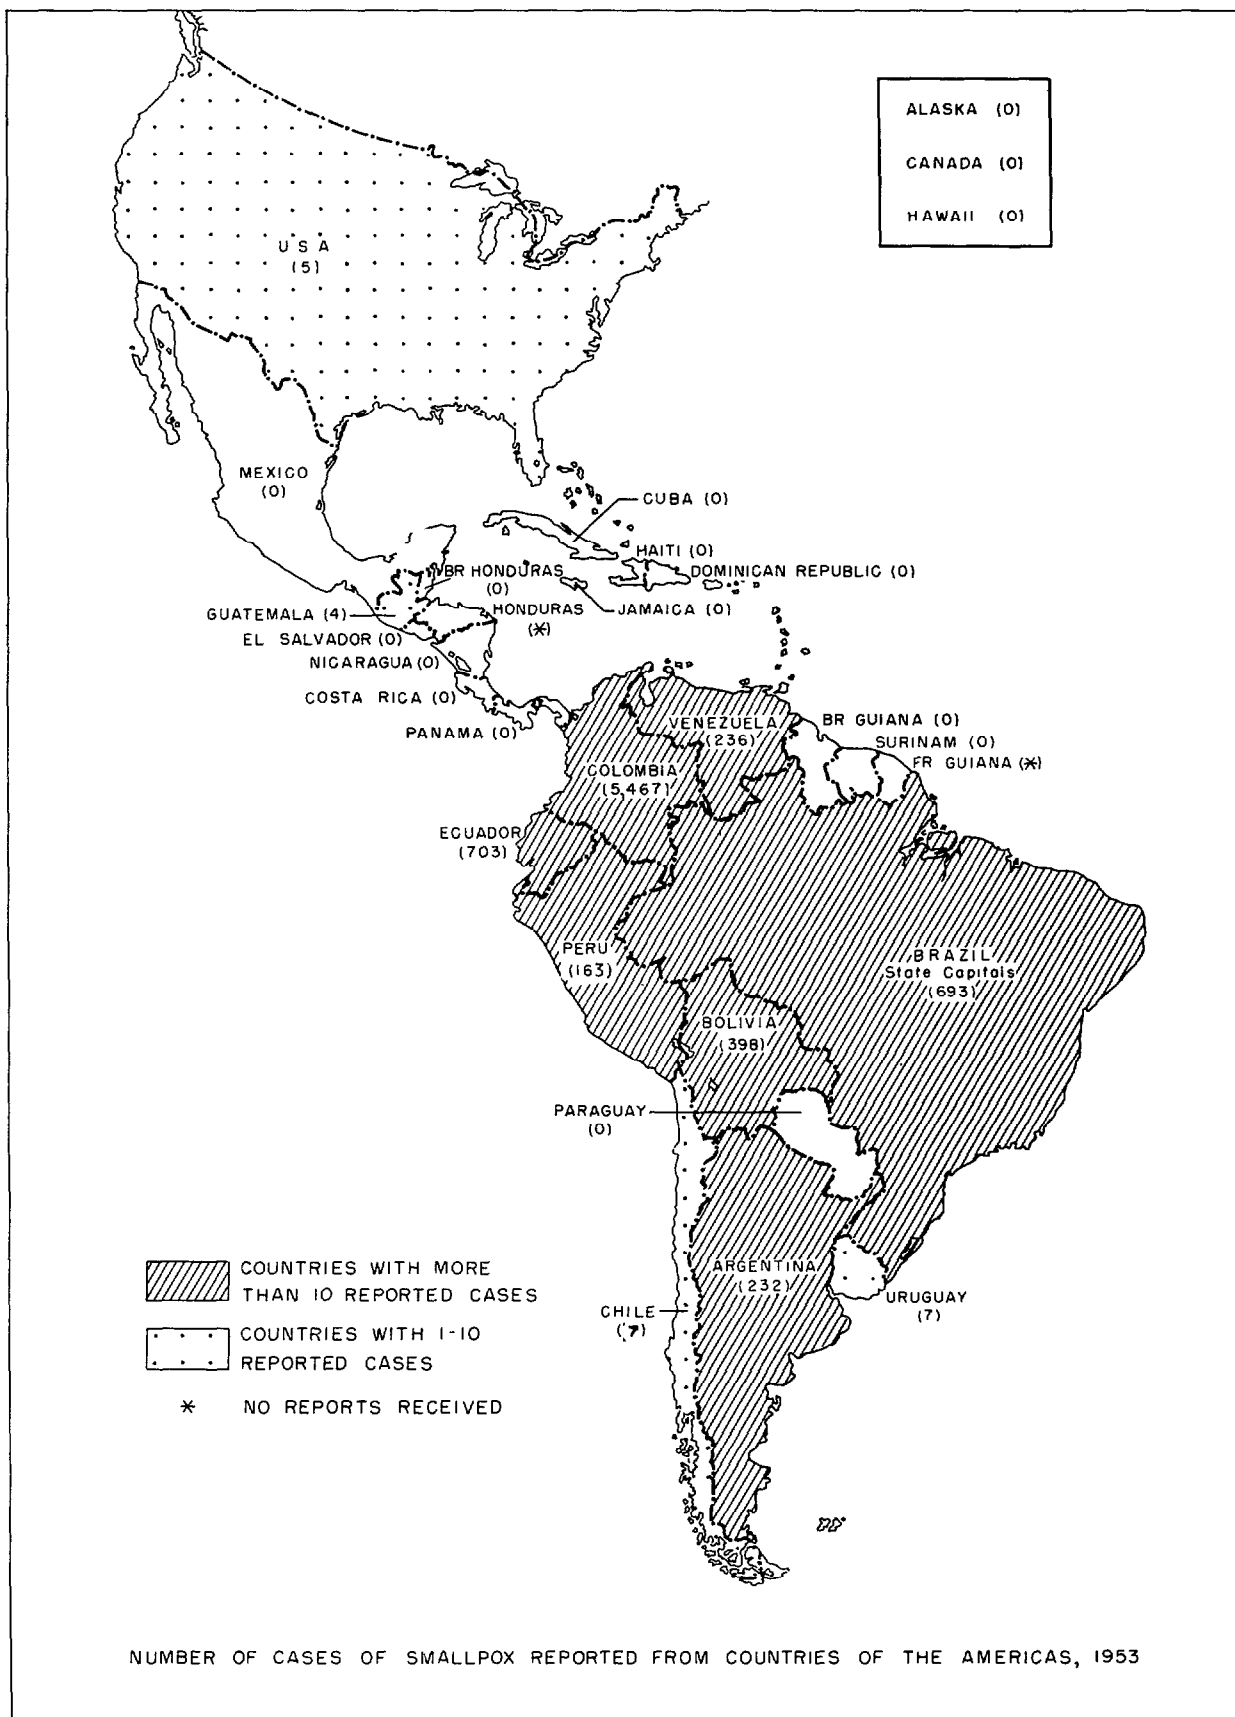 ALASKA (0)
CANADA (0)
HAWAII (0)
U S A
(5)
MEXICO
(0)
CUBA (0)
HAITI (0)
DOMINICAN REPUBLIC (0)
BR HONDURAS
(0)
JAMAICA (0)
GUATEMALA (4)
HONDURAS
(*)
EL SALVADOR (0)
NICARAGUA (0)
COSTA RICA (0)
PANAMA (0)
VENEZUELA
(236)
BR GUIANA (0)
SURINAM (0)
FR GUIANA (*)
COLOMBIA
(5,467)
ECUADOR
(703)
PERU
(163)
BRAZIL
State Capitals
(693)
BOLIVIA
(398)
PARAGUAY
(0)
ARGENTINA
(232)
CHILE
(7)
URUGUAY
(7)
COUNTRIES WITH MORE
THAN 10 REPORTED CASES
COUNTRIES WITH 1-10
REPORTED CASES
* NO REPORTS RECEIVED
NUMBER OF CASES OF SMALLPOX REPORTED FROM COUNTRIES OF THE AMERICAS, 1953